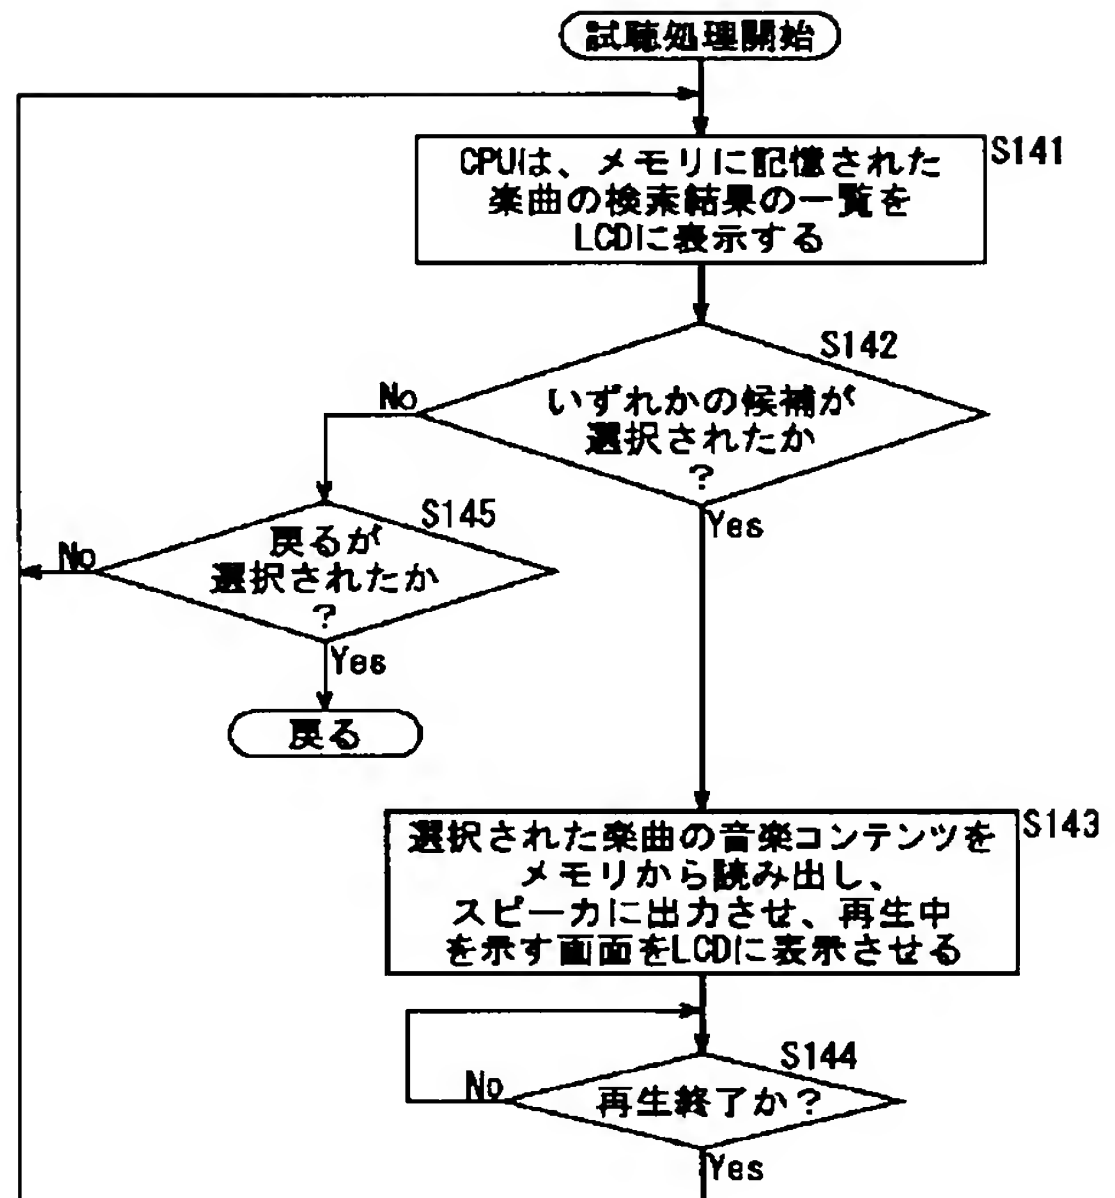 試聴処理開始
S141
CPUは、メモリに記憶された
楽曲の検索結果の一覧を
LCDに表示する
S142
いずれかの候補が
選択されたか
?
No
Yes
S145
戻るが
選択されたか
?
No
Yes
戻る
S143
選択された楽曲の音楽コンテンツを
メモリから読み出し、
スピーカに出力させ、再生中
を示す画面をLCDに表示させる
S144
再生終了か?
No
Yes